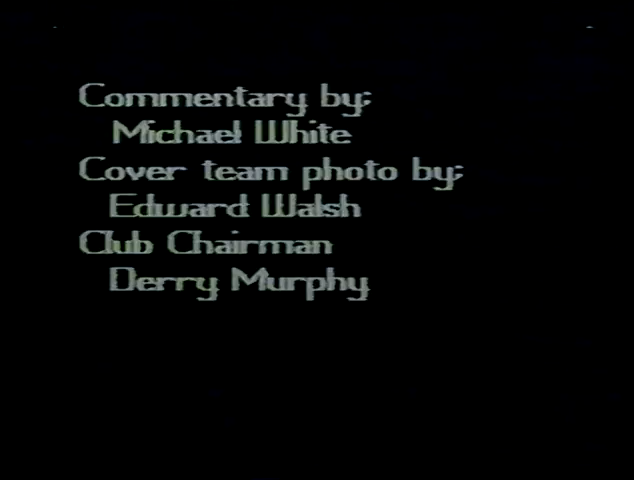 Commentary by;
Michael White
Cover team photo by;
Edward Walsh
Club Chairman
Derry Murphy